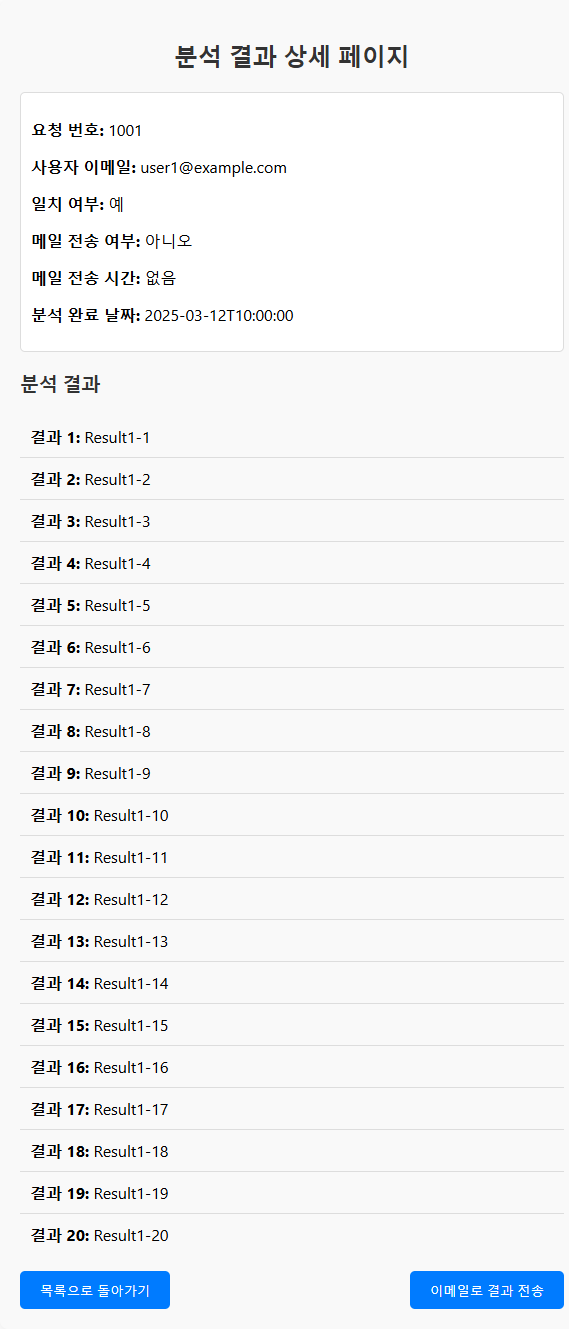 분석 결과 상세 페이지
요청 번호: 1001
사용자 이메일: user1@example.com
일치 여부: 예
메일 전송 여부: 아니오
메일 전송 시간: 없음
분석 완료 날짜: 2025-03-12T10:00:00
분석 결과
결과 1: Result1-1
결과 2: Result1-2
결과 3: Result1-3
결과 4: Result1-4
결과 5: Result1-5
결과 6: Result1-6
결과 7: Result1-7
결과 8: Result1-8
결과 9: Result1-9
결과 10: Result1-10
결과 11: Result1-11
결과 12: Result1-12
결과 13: Result1-13
결과 14: Result1-14
결과 15: Result1-15
결과 16: Result1-16
결과 17: Result1-17
결과 18: Result1-18
결과 19: Result1-19
결과 20: Result1-20
목록으로 돌아가기
이메일로 결과 전송